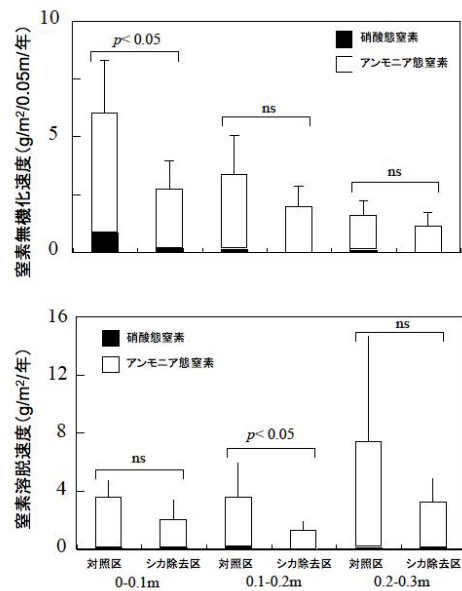 10
p< 0.05
硝酸態窒素
アンモニア態窒素
ns
5
ns
0
窒素無機化速度(g/m²/0.05m/年)
16
硝酸態窒素
アンモニア態窒素
ns
12
p< 0.05
8
ns
4
0
窒素溶脱速度(g/m²/年)
対照区 シカ除去区 対照区 シカ除去区 対照区 シカ除去区
0-0.1m 0.1-0.2m 0.2-0.3m